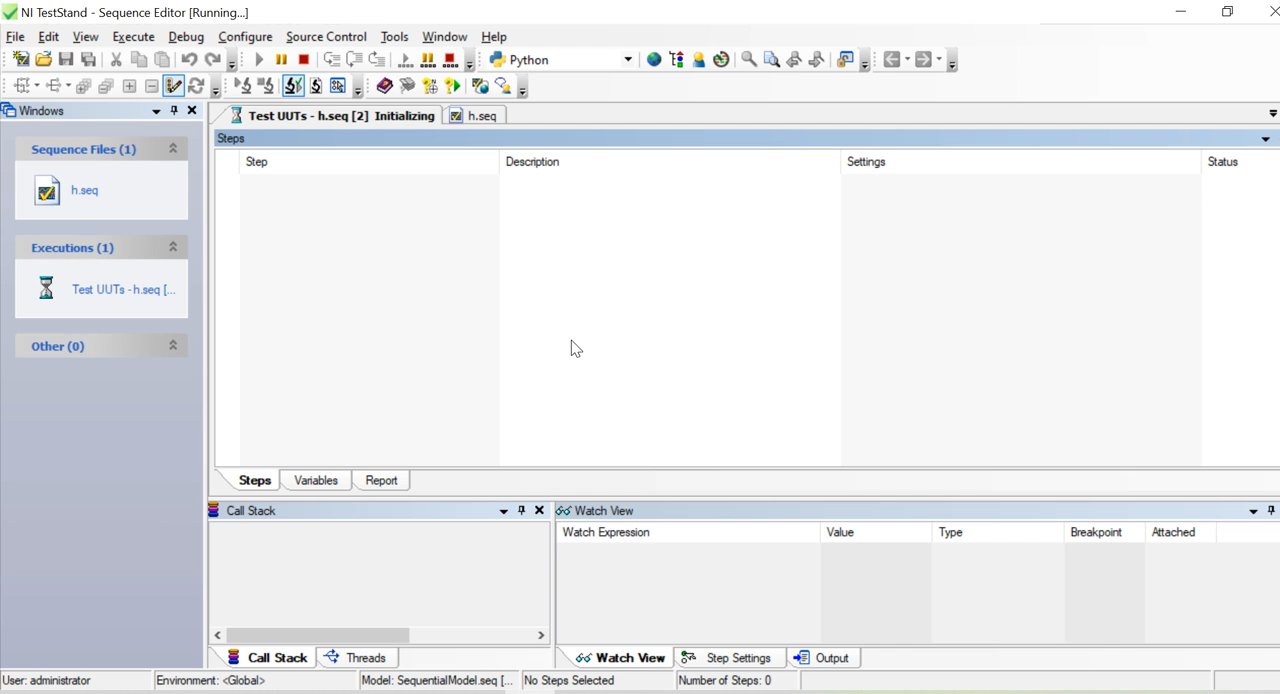 NI TestStand - Sequence Editor [Running...]
File Edit View Execute Debug Configure Source Control Tools Window Help
Python
Windows
Test UUTs - h.seq [2] Initializing
h.seq
Steps
Sequence Files (1)
Step Description Settings Status
h.seq
Executions (1)
Test UUTs - h.seq [...
Other (0)
Steps Variables Report
Call Stack
Watch View
Watch Expression Value Type Breakpoint Attached
Call Stack Threads
Watch View Step Settings Output
User: administrator Environment: <Global> Model: SequentialModel.seq [... No Steps Selected Number of Steps: 0